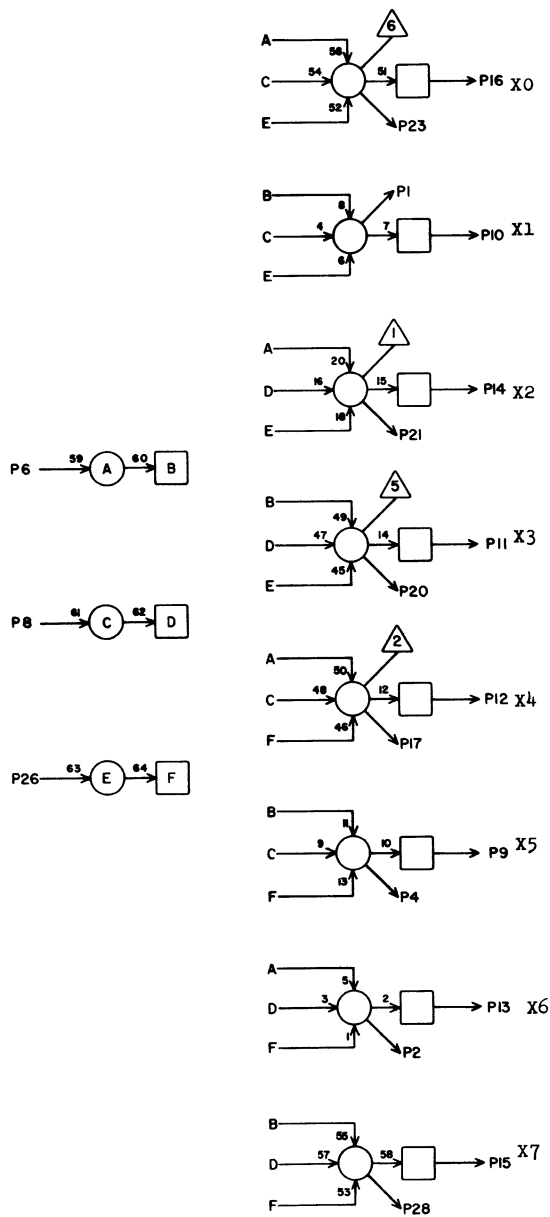 6
A
56
C 54 51 P16 X0
52
E P23
B P1
8
C 4 7 P10 X1
6
E
1
A
20
D 16 15 P14 X2
18
E P21
P6 59 A 60 B
5
B
49
D 47 14 P11 X3
45
E P20
P8 61 C 62 D
2
A
50
C 48 12 P12 X4
46
F P17
P26 63 E 64 F
B
11
C 9 10 P9 X5
13
F P4
A
5
D 3 2 P13 X6
1
F P2
B
55
D 57 58 P15 X7
53
F P28